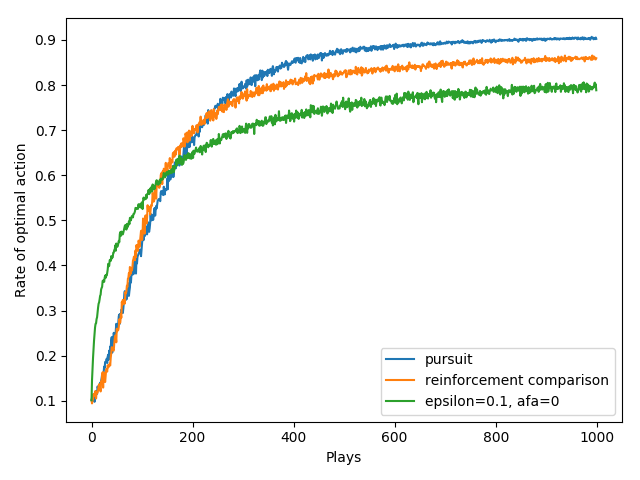 0.9
0.8
0.7
0.6
0.5
0.4
0.3
0.2
0.1
Rate of optimal action
pursuit
reinforcement comparison
epsilon=0.1, afa=0
0 200 400 600 800 1000
Plays